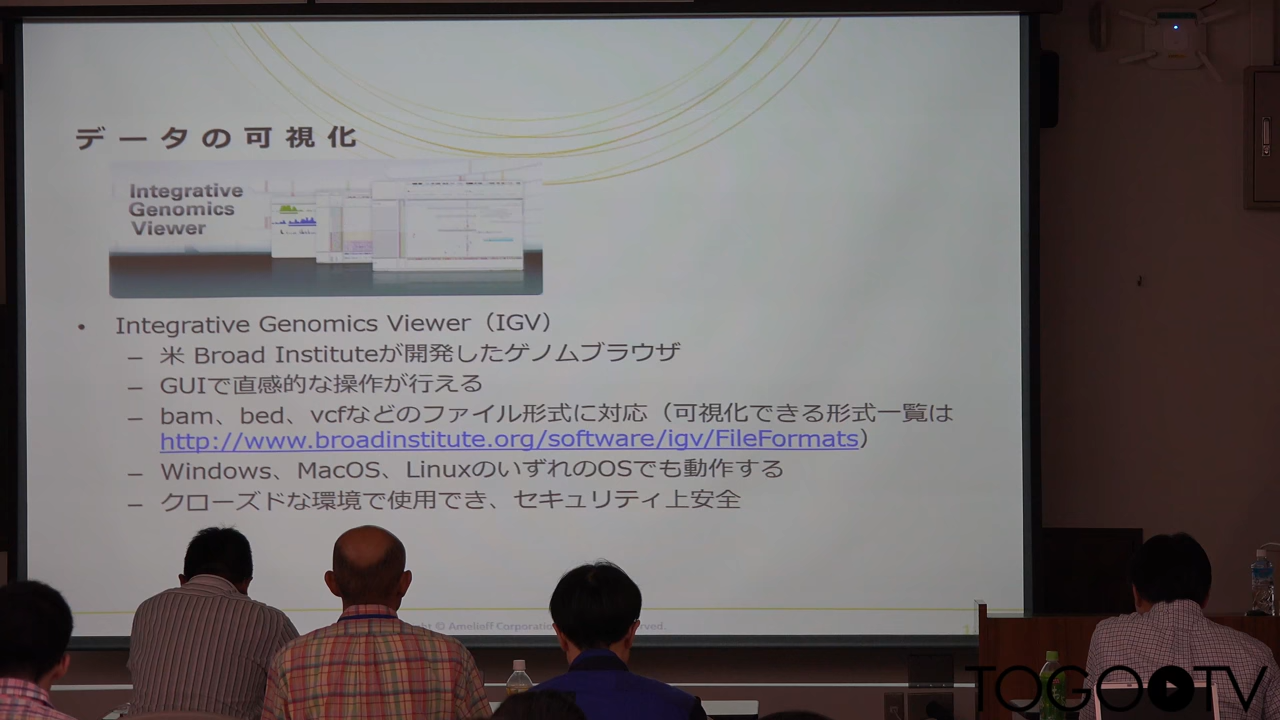 データの可視化
Integrative
Genomics
Viewer
• Integrative Genomics Viewer（IGV）
– 米 Broad Instituteが開発したゲノムブラウザ
– GUIで直感的な操作が行える
– bam、bed、vcfなどのファイル形式に対応（可視化できる形式一覧は
http://www.broadinstitute.org/software/igv/FileFormats）
– Windows、MacOS、LinuxのいずれのOSでも動作する
– クローズドな環境で使用でき、セキュリティ上安全
© Amelieff
TOGOTV